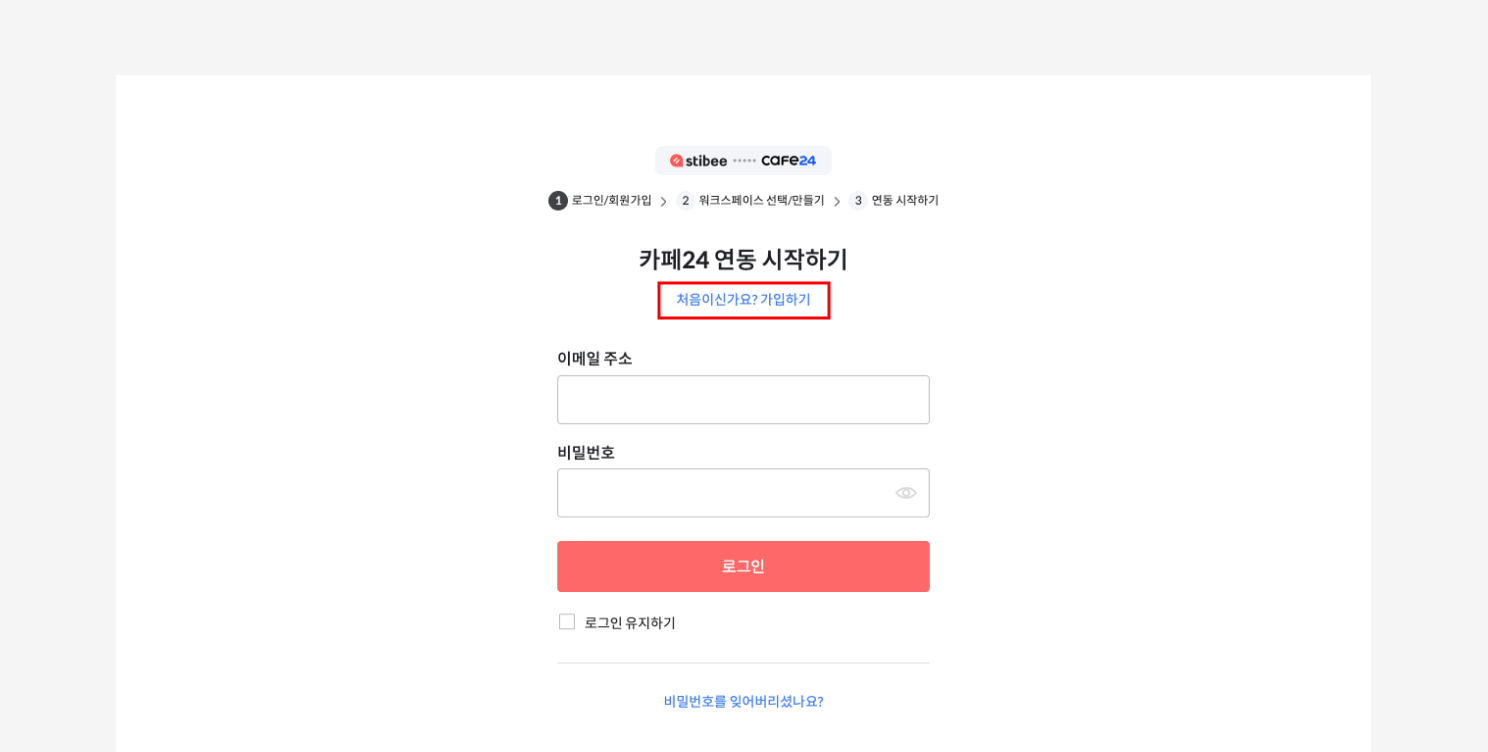 stibee ····· cafe24
1 로그인/회원가입 > 2 워크스페이스 선택/만들기 > 3 연동 시작하기
카페24 연동 시작하기
처음이신가요? 가입하기
이메일 주소
비밀번호
로그인
로그인 유지하기
비밀번호를 잊어버리셨나요?